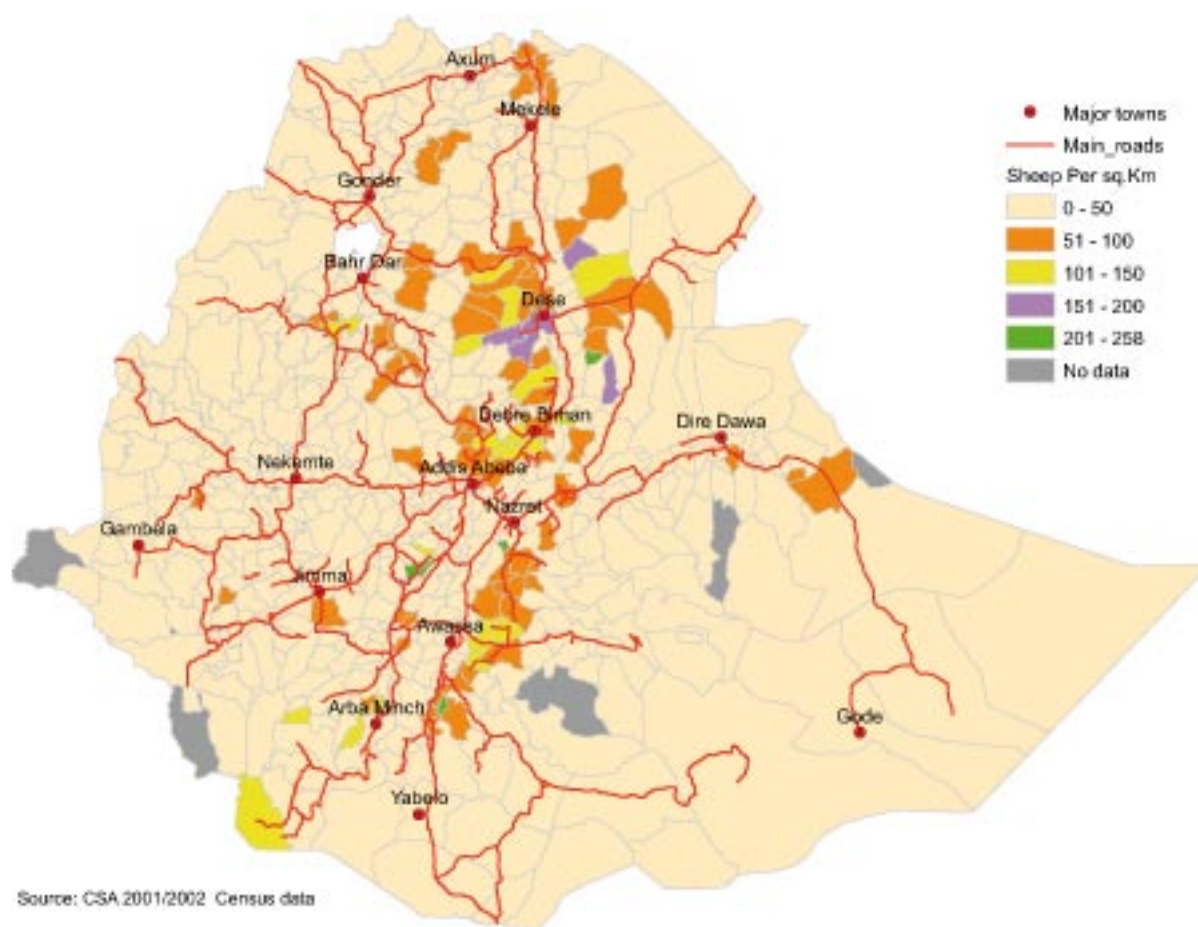 Axum
Mekele
Gonder
Bahr Dar
Dese
Debre Birhan
Dire Dawa
Nekemte
Addis Ababa
Nazret
Gambela
Jimma
Awassa
Arba Minch
Gode
Yabelo
Major towns
Main_roads
Sheep Per sq.Km
0 - 50
51 - 100
101 - 150
151 - 200
201 - 258
No data
Source: CSA 2001/2002 Census data